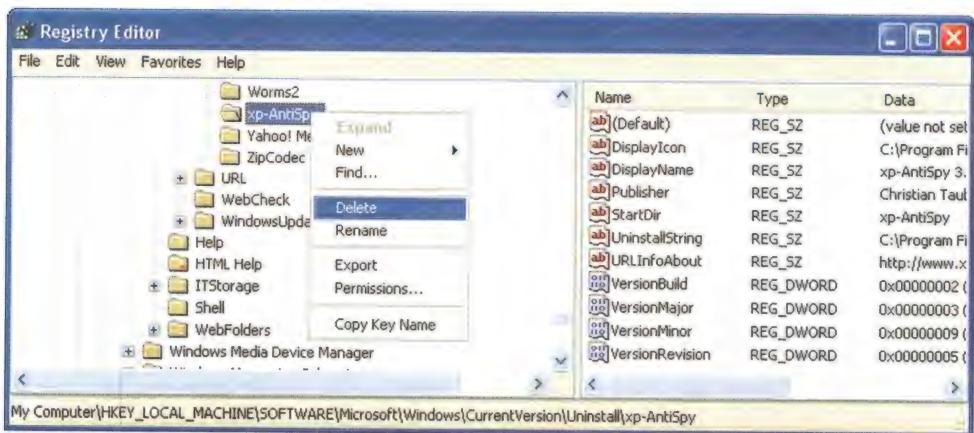 Registry Editor
File Edit View Favorites Help
Worms2
xp-AntiSp
Yahoo! Me
ZipCodec
URL
WebCheck
WindowsUpda
Help
HTML Help
ITStorage
Shell
WebFolders
Windows Media Device Manager
Expand
New
Find...
Delete
Rename
Export
Permissions...
Copy Key Name
Name Type Data
(Default) REG_SZ (value not set
DisplayIcon REG_SZ C:\Program Fi
DisplayName REG_SZ xp-AntiSpy 3.
Publisher REG_SZ Christian Taub
StartDir REG_SZ xp-AntiSpy
UninstallString REG_SZ C:\Program Fi
URLInfoAbout REG_SZ http://www.x
VersionBuild REG_DWORD 0x00000002 (
VersionMajor REG_DWORD 0x00000003 (
VersionMinor REG_DWORD 0x00000009 (
VersionRevision REG_DWORD 0x00000005 (
My Computer\HKEY_LOCAL_MACHINE\SOFTWARE\Microsoft\Windows\CurrentVersion\Uninstall\xp-AntiSpy